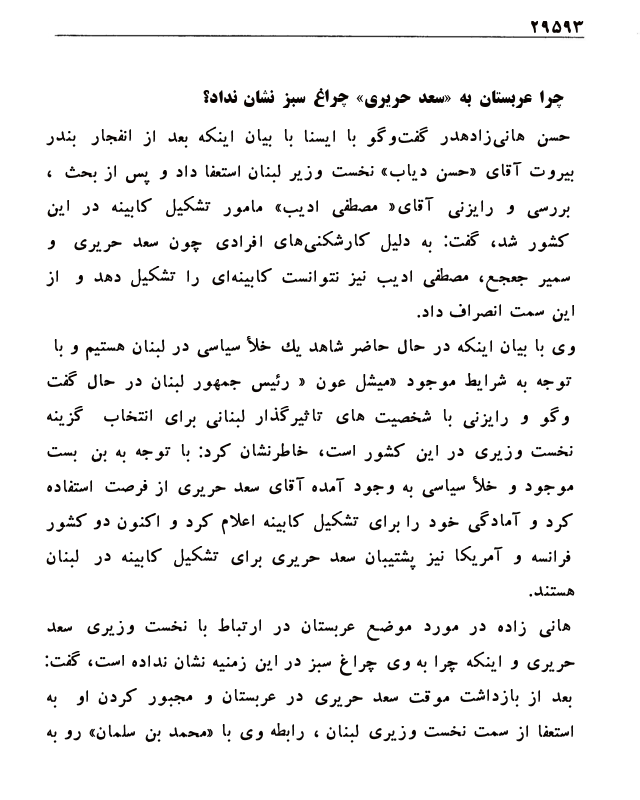 ۲۹۵۹۳
چرا عربستان به «سعد حریری» چراغ سبز نشان نداد؟
حسن هانی‌زاهدر گفت‌وگو با ایسنا با بیان اینکه بعد از انفجار بندر
بیروت آقای «حسن دیاب» نخست وزیر لبنان استعفا داد و پس از بحث ،
بررسی و رایزنی آقای« مصطفی ادیب» مامور تشکیل کابینه در این
کشور شد، گفت: به دلیل کارشکنی‌های افرادی چون سعد حریری و
سمیر جعجع، مصطفی ادیب نیز نتوانست کابینه‌ای را تشکیل دهد و از
این سمت انصراف داد.
وی با بیان اینکه در حال حاضر شاهد یك خلأ سیاسی در لبنان هستیم و با
توجه به شرایط موجود «میشل عون « رئیس جمهور لبنان در حال گفت
وگو و رایزنی با شخصیت های تاثیرگذار لبنانی برای انتخاب گزینه
نخست وزیری در این کشور است، خاطرنشان کرد: با توجه به بن بست
موجود و خلأ سیاسی به وجود آمده آقای سعد حریری از فرصت استفاده
کرد و آمادگی خود را برای تشکیل کابینه اعلام کرد و اکنون دو کشور
فرانسه و آمریکا نیز پشتیبان سعد حریری برای تشکیل کابینه در لبنان
هستند.
هانی زاده در مورد موضع عربستان در ارتباط با نخست وزیری سعد
حریری و اینکه چرا به وی چراغ سبز در این زمنیه نشان نداده است، گفت:
بعد از بازداشت موقت سعد حریری در عربستان و مجبور کردن او به
استعفا از سمت نخست وزیری لبنان ، رابطه وی با «محمد بن سلمان» رو به